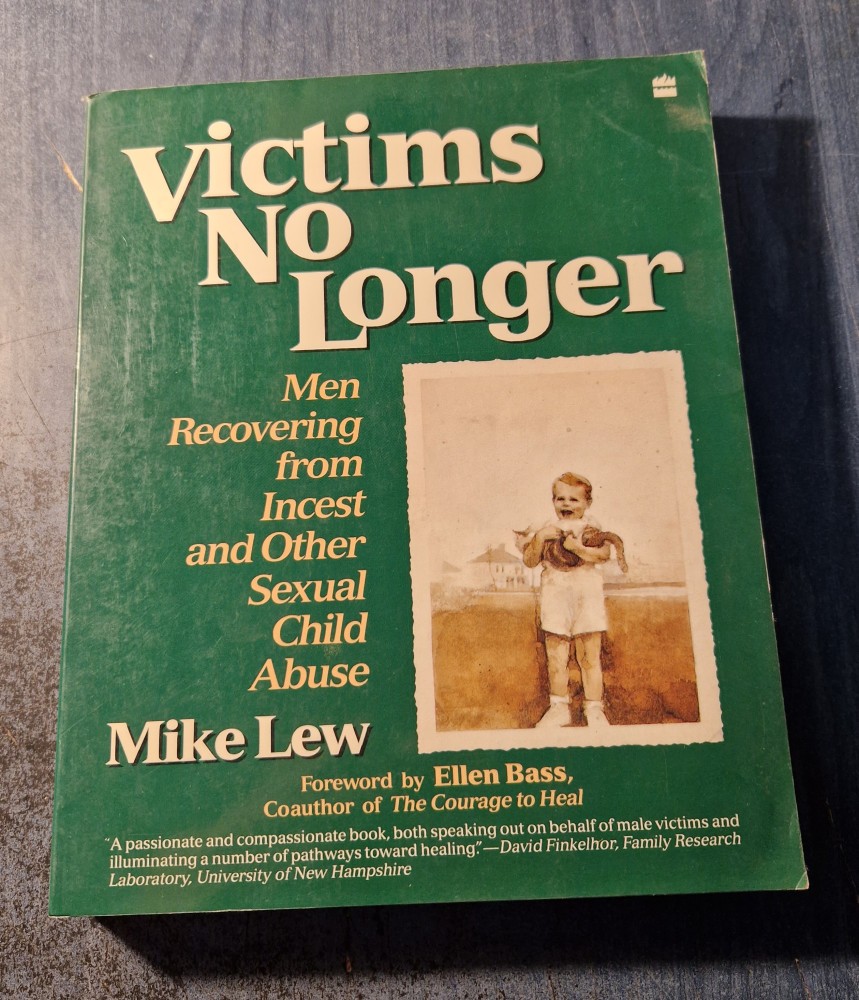 Victims
No
Longer
Men
Recovering
from
Incest
and Other
Sexual
Child
Abuse
Mike Lew
Foreword by Ellen Bass,
Coauthor of The Courage to Heal
"A passionate and compassionate book, both speaking out on behalf of male victims and
illuminating a number of pathways toward healing."—David Finkelhor, Family Research
Laboratory, University of New Hampshire